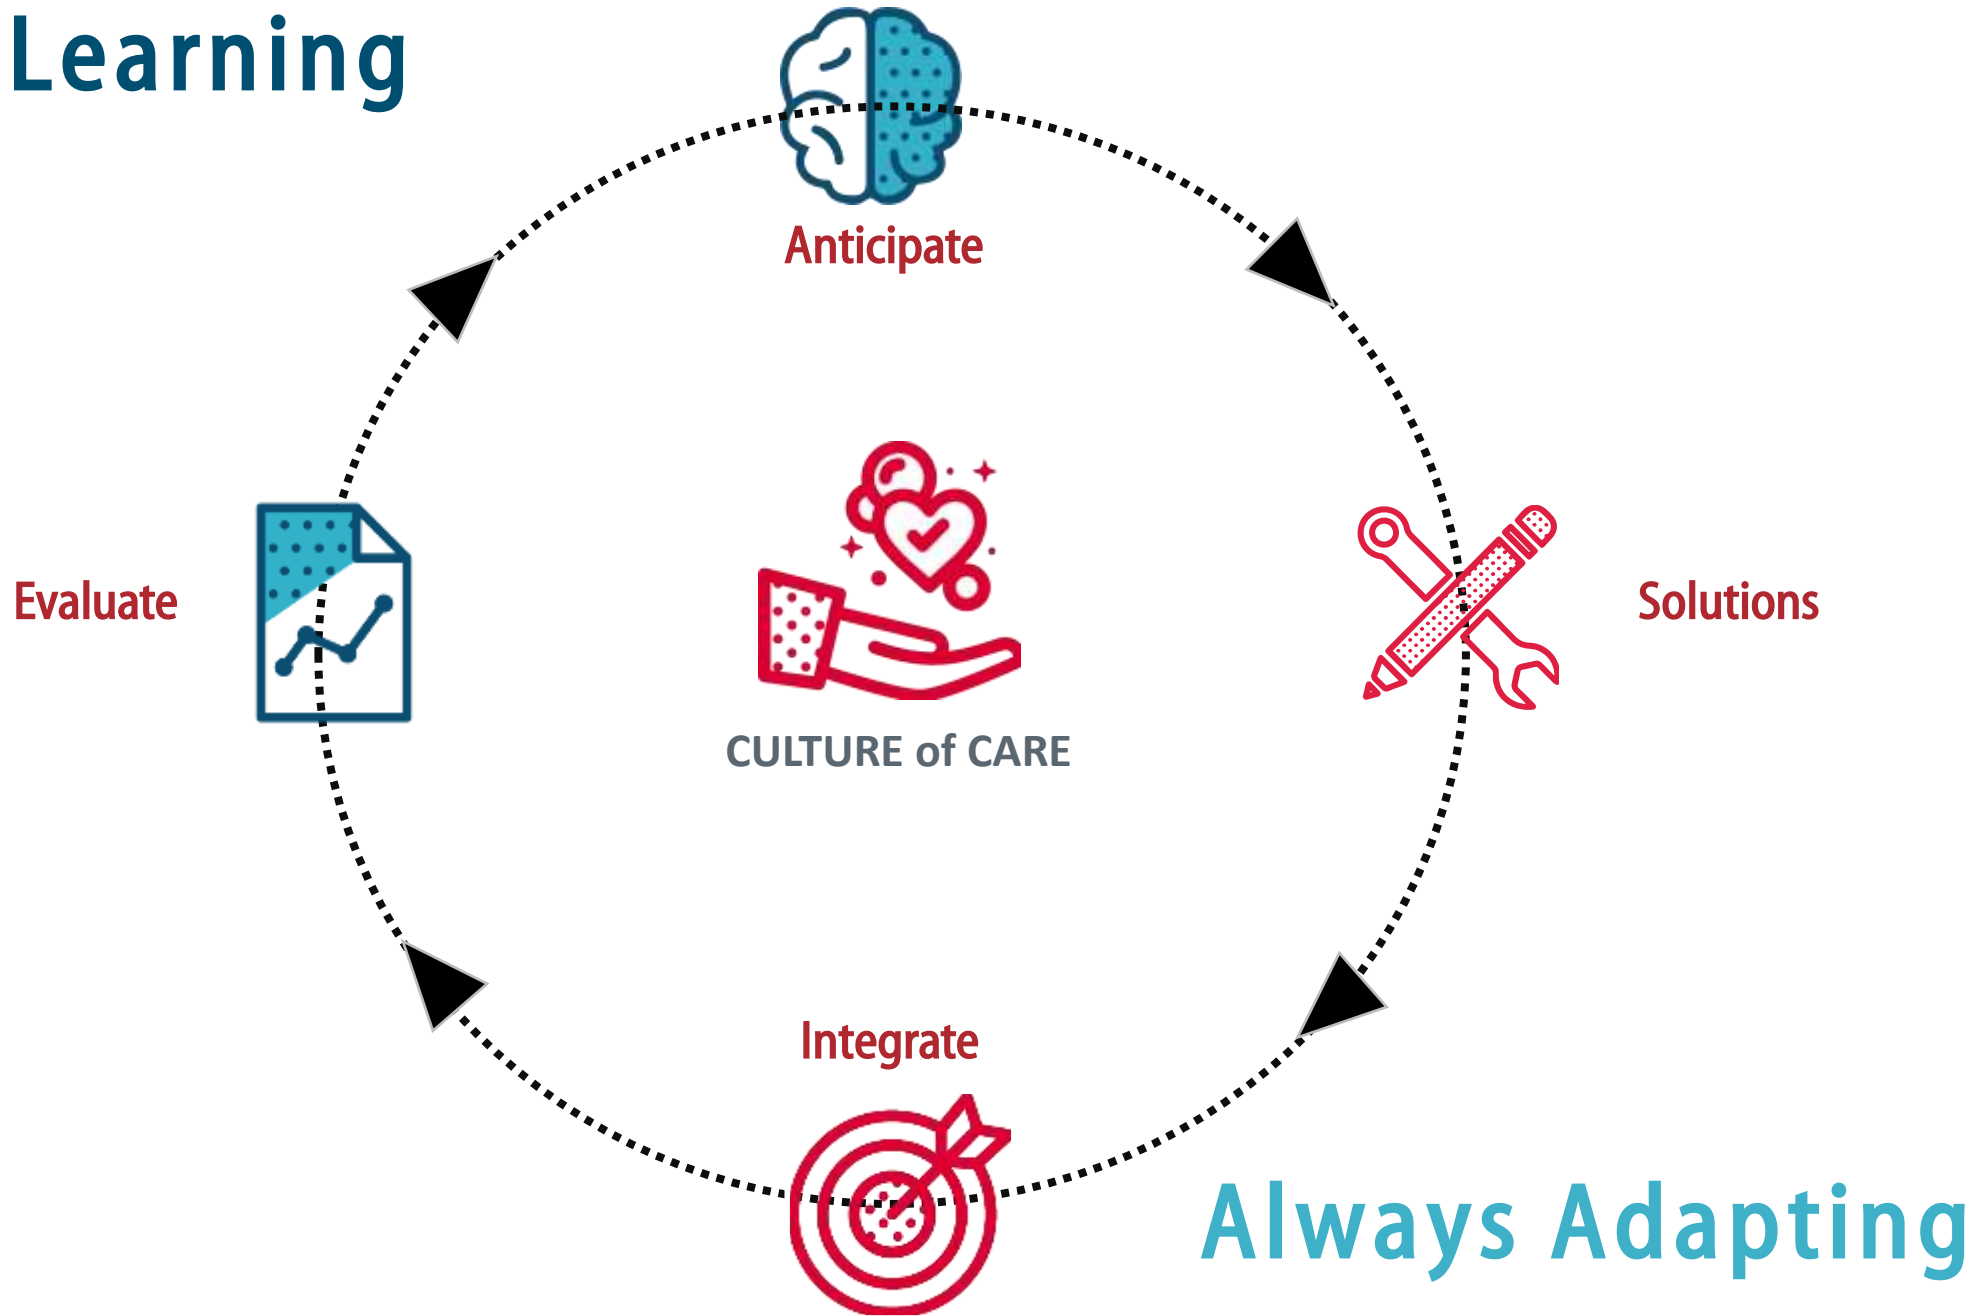 Learning
Anticipate
Evaluate
Solutions
CULTURE of CARE
Integrate
Always Adapting